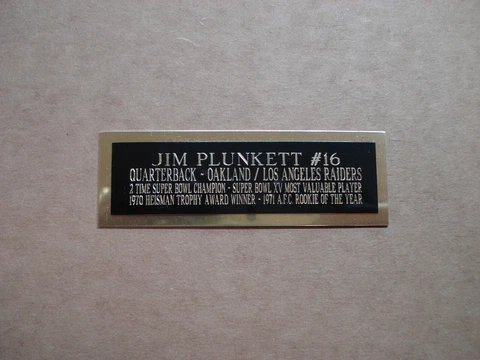 JIM PLUNKETT #16
QUARTERBACK - OAKLAND / LOS ANGELES RAIDERS
2 TIME SUPER BOWL CHAMPION - SUPER BOWL XV MOST VALUABLE PLAYER
1970 HEISMAN TROPHY AWARD WINNER - 1971 A.F.C. ROOKIE OF THE YEAR